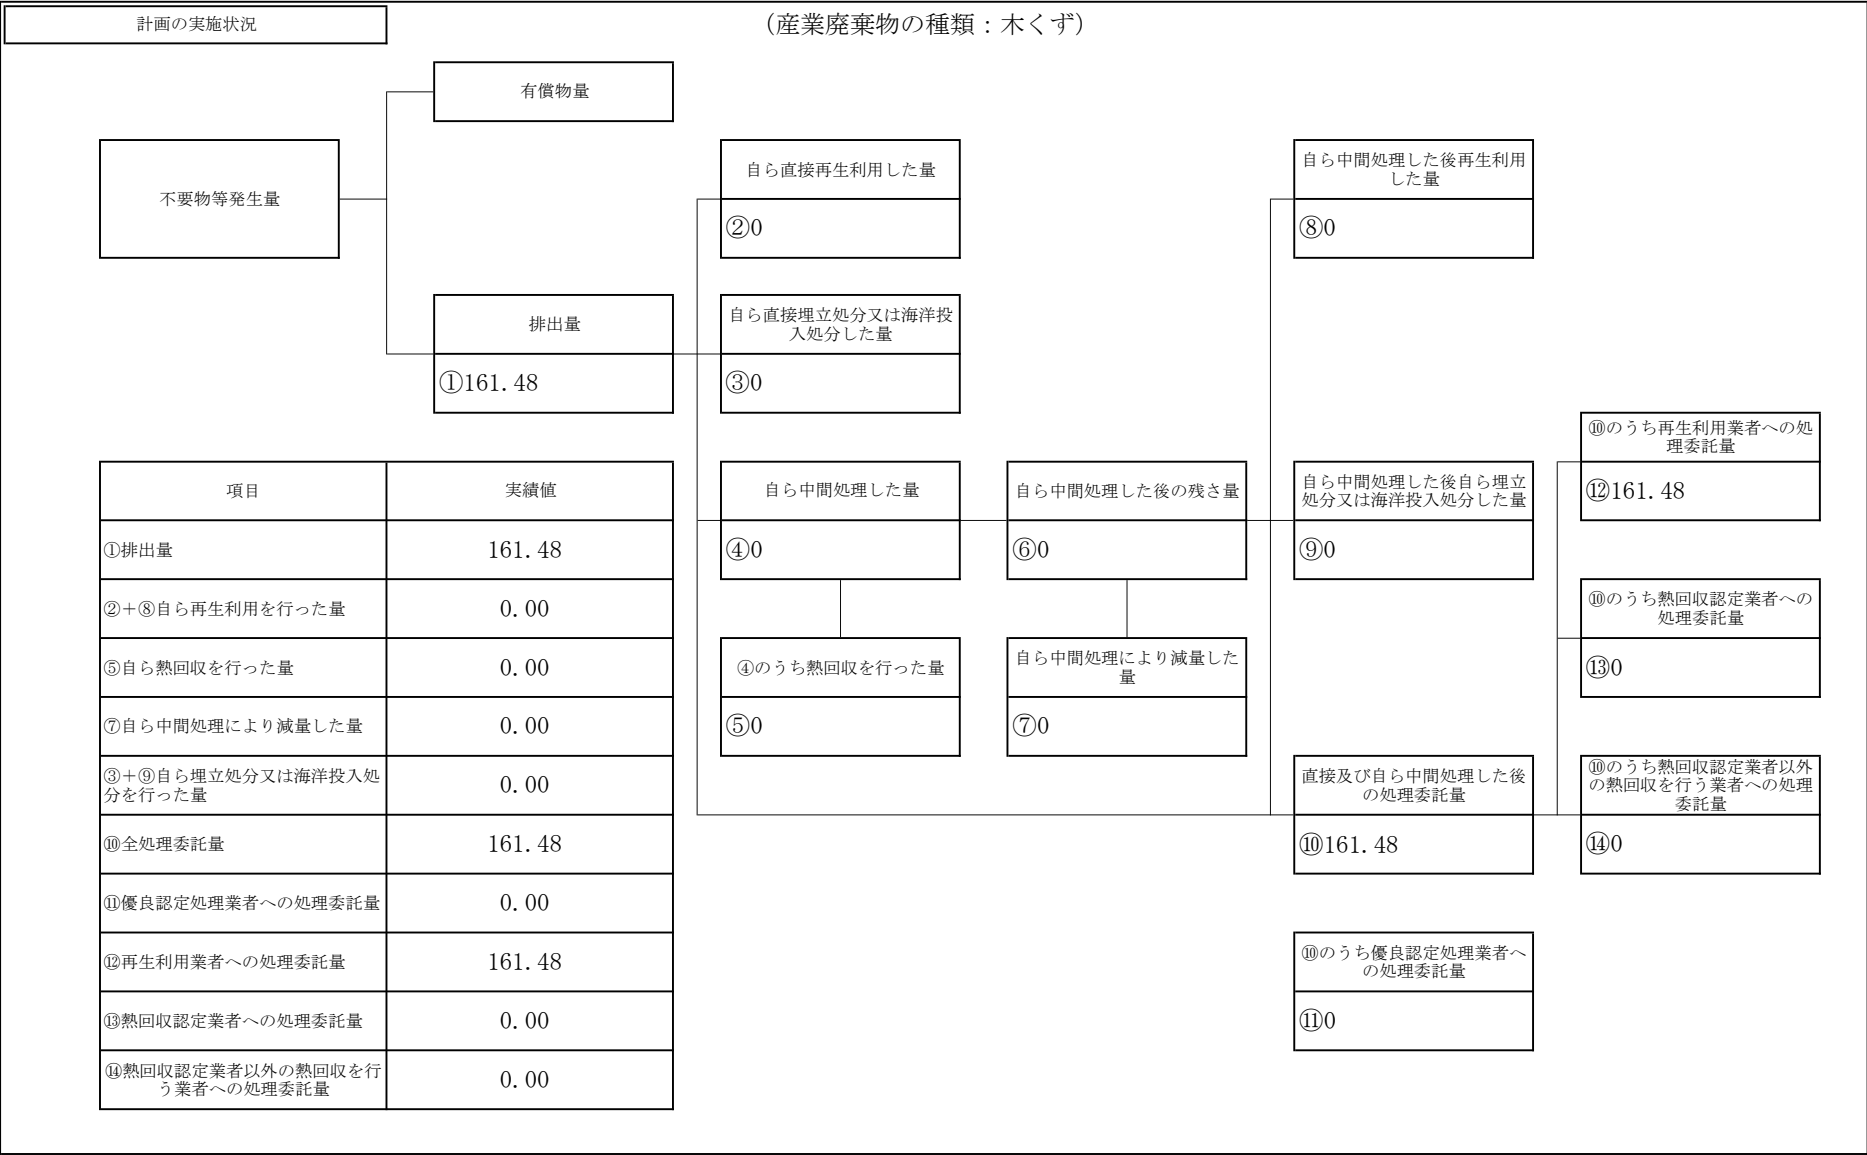 計画の実施状況
（産業廃棄物の種類：木くず）
有償物量
不要物等発生量
自ら直接再生利用した量
②0
自ら中間処理した後再生利用
した量
⑧0
排出量
①161.48
自ら直接埋立処分又は海洋投
入処分した量
③0
⑩のうち再生利用業者への処
理委託量
⑫161.48
自ら中間処理した量
④0
自ら中間処理した後の残さ量
⑥0
自ら中間処理した後自ら埋立
処分又は海洋投入処分した量
⑨0
⑩のうち熱回収認定業者への
処理委託量
⑬0
④のうち熱回収を行った量
⑤0
自ら中間処理により減量した
量
⑦0
直接及び自ら中間処理した後
の処理委託量
⑩161.48
⑩のうち熱回収認定業者以外
の熱回収を行う業者への処理
委託量
⑭0
⑩のうち優良認定処理業者へ
の処理委託量
⑪0
項目 実績値
①排出量 161.48
②＋⑧自ら再生利用を行った量 0.00
⑤自ら熱回収を行った量 0.00
⑦自ら中間処理により減量した量 0.00
③＋⑨自ら埋立処分又は海洋投入処
分を行った量 0.00
⑩全処理委託量 161.48
⑪優良認定処理業者への処理委託量 0.00
⑫再生利用業者への処理委託量 161.48
⑬熱回収認定業者への処理委託量 0.00
⑭熱回収認定業者以外の熱回収を行
う業者への処理委託量 0.00